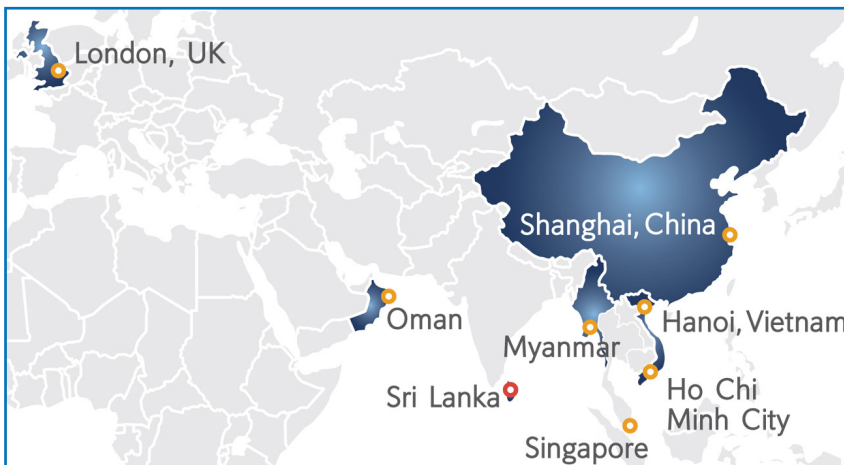 London, UK
Shanghai, China
Oman
Hanoi, Vietnam
Myanmar
Sri Lanka
Ho Chi
Minh City
Singapore